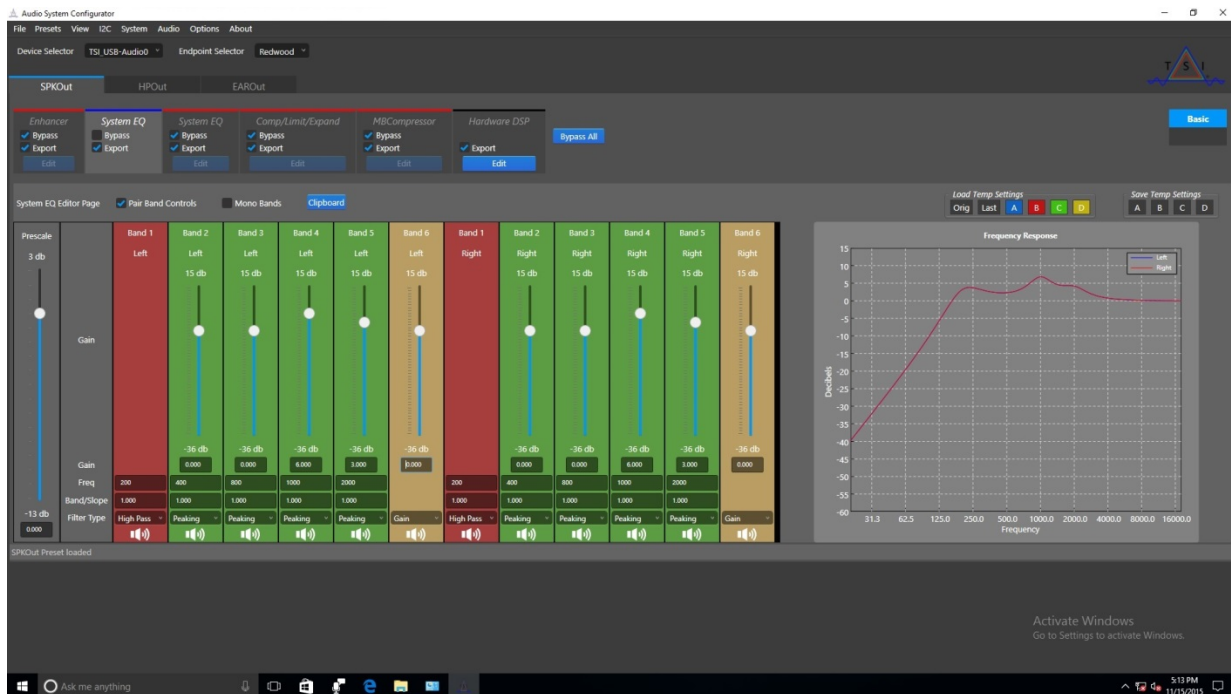 Audio System Configurator
File Presets View I2C System Audio Options About
Device Selector TSI_USB-Audio0 Endpoint Selector Redwood
T S I
SPKOut HPOut EAROut
Enhancer System EQ System EQ Comp/Limit/Expand MBCompressor Hardware DSP
Bypass Bypass Bypass Bypass Bypass Bypass All Basic
Export Export Export Export Export Export
Edit Edit Edit Edit Edit
System EQ Editor Page Pair Band Controls Mono Bands Clipboard
Load Temp Settings Save Temp Settings
Orig Last A B C D A B C D
Prescale Band 1 Band 2 Band 3 Band 4 Band 5 Band 6 Band 1 Band 2 Band 3 Band 4 Band 5 Band 6
3 db Left Left Left Left Left Left Right Right Right Right Right Right
15 db 15 db 15 db 15 db 15 db 15 db 15 db 15 db 15 db 15 db
Gain
-36 db -36 db -36 db -36 db -36 db -36 db -36 db -36 db -36 db -36 db
Gain 0.000 0.000 6.000 3.000 0.000 0.000 0.000 6.000 3.000 0.000
Freq 200 400 800 1000 2000 200 400 800 1000 2000
Band/Slope 1.000 1.000 1.000 1.000 1.000 1.000 1.000 1.000 1.000 1.000
-13 db Filter Type High Pass Peaking Peaking Peaking Peaking Gain High Pass Peaking Peaking Peaking Peaking Gain
0.000
Frequency Response
Left
Right
15
10
5
0
-5
-10
-15
-20
-25
-30
-35
-40
-45
-50
-55
-60
Decibels
31.3 62.5 125.0 250.0 500.0 1000.0 2000.0 4000.0 8000.0 16000.0
Frequency
SPKOut Preset loaded
Activate Windows
Go to Settings to activate Windows.
Ask me anything
5:13 PM
11/15/2015